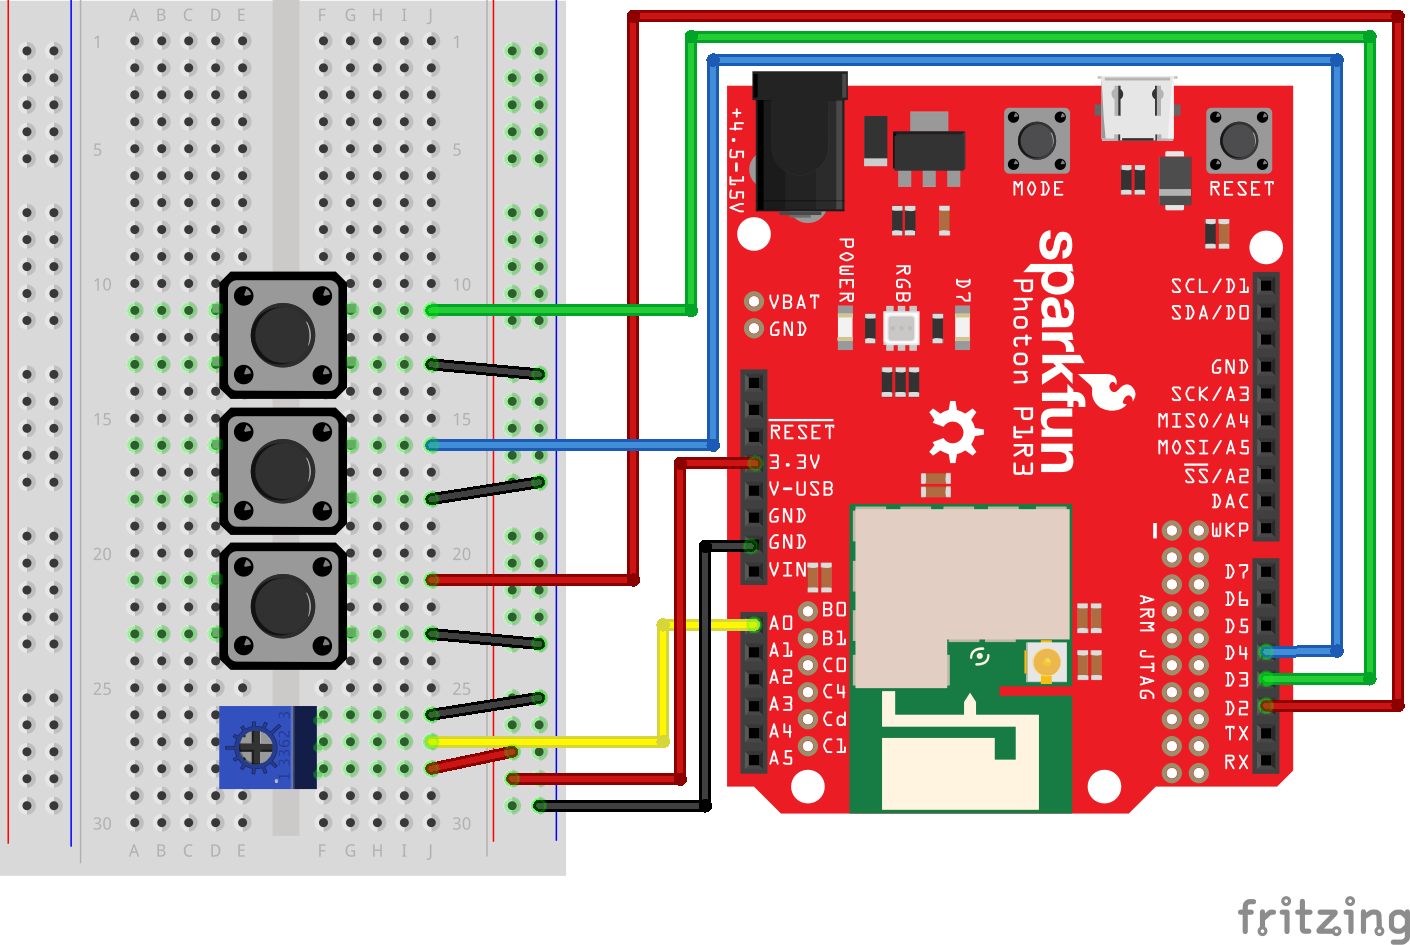 A B C D E F G H I J
1 1
5 5
10 10
15 15
20 20
25 25
30 30
A B C D E F G H I J
3362
1 3
+4.5-15V
MODE
RESET
POWER
RGB
D7
sparkfun
Photon P1R3
VBAT
GND
RESET
3.3V
V-USB
GND
GND
VIN
A0
A1
A2
A3
A4
A5
B0
B1
C0
C4
Cd
C1
SCL/D1
SDA/D0
GND
SCK/A3
MISO/A4
MOSI/A5
SS/A2
DAC
WKP
ARM JTAG
D7
D6
D5
D4
D3
D2
TX
RX
fritzing